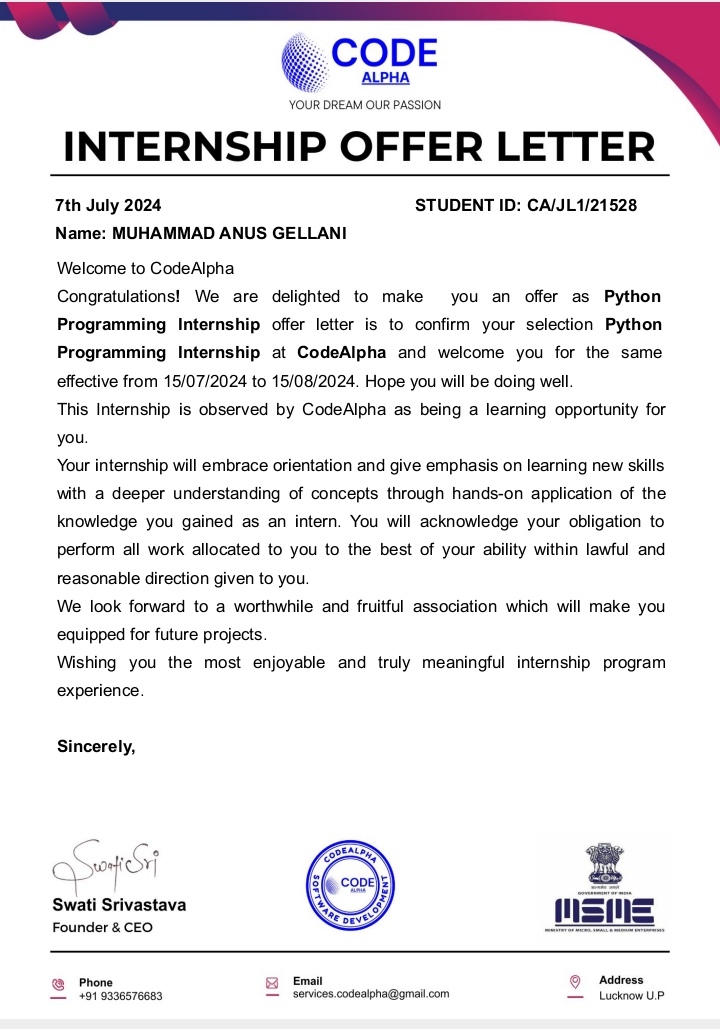 CODE
ALPHA
YOUR DREAM OUR PASSION
INTERNSHIP OFFER LETTER
7th July 2024 STUDENT ID: CA/JL1/21528
Name: MUHAMMAD ANUS GELLANI
Welcome to CodeAlpha
Congratulations! We are delighted to make you an offer as Python
Programming Internship offer letter is to confirm your selection Python
Programming Internship at CodeAlpha and welcome you for the same
effective from 15/07/2024 to 15/08/2024. Hope you will be doing well.
This Internship is observed by CodeAlpha as being a learning opportunity for
you.
Your internship will embrace orientation and give emphasis on learning new skills
with a deeper understanding of concepts through hands-on application of the
knowledge you gained as an intern. You will acknowledge your obligation to
perform all work allocated to you to the best of your ability within lawful and
reasonable direction given to you.
We look forward to a worthwhile and fruitful association which will make you
equipped for future projects.
Wishing you the most enjoyable and truly meaningful internship program
experience.
Sincerely,
SwatiSri
Swati Srivastava
Founder & CEO
CODEALPHA
CODE
ALPHA
SOFTWARE DEVELOPMENT
GOVERNMENT OF INDIA
MSME
MINISTRY OF MICRO, SMALL & MEDIUM ENTERPRISES
Phone
+91 9336576683
Email
services.codealpha@gmail.com
Address
Lucknow U.P